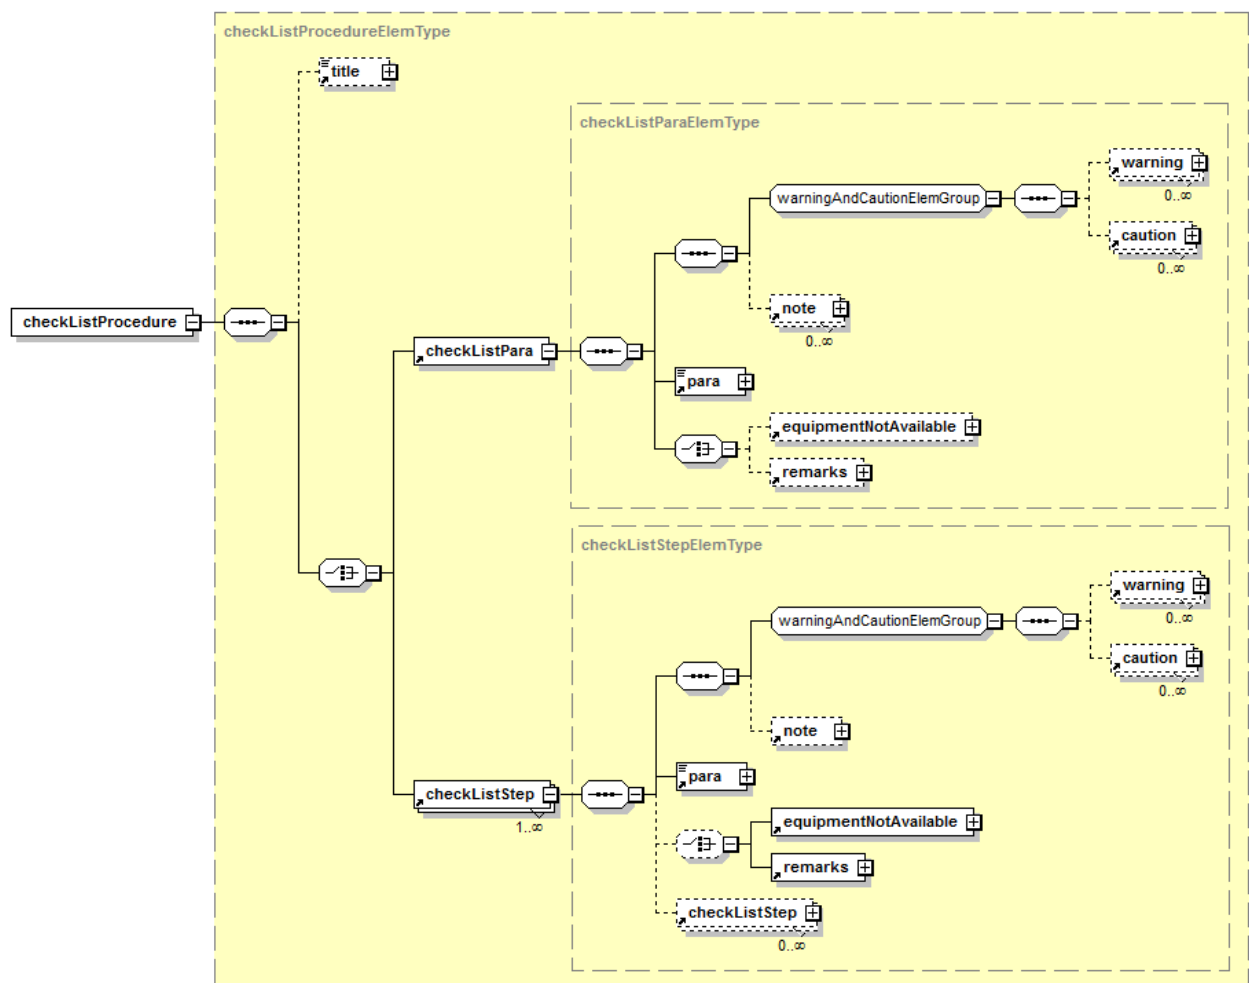 checkListProcedureElemType
title
checkListParaElemType
warning
0..∞
warningAndCautionElemGroup
caution
0..∞
note
0..∞
checkListProcedure
checkListPara
para
equipmentNotAvailable
remarks
checkListStepElemType
warning
0..∞
warningAndCautionElemGroup
caution
0..∞
note
para
checkListStep
1..∞
equipmentNotAvailable
remarks
checkListStep
0..∞